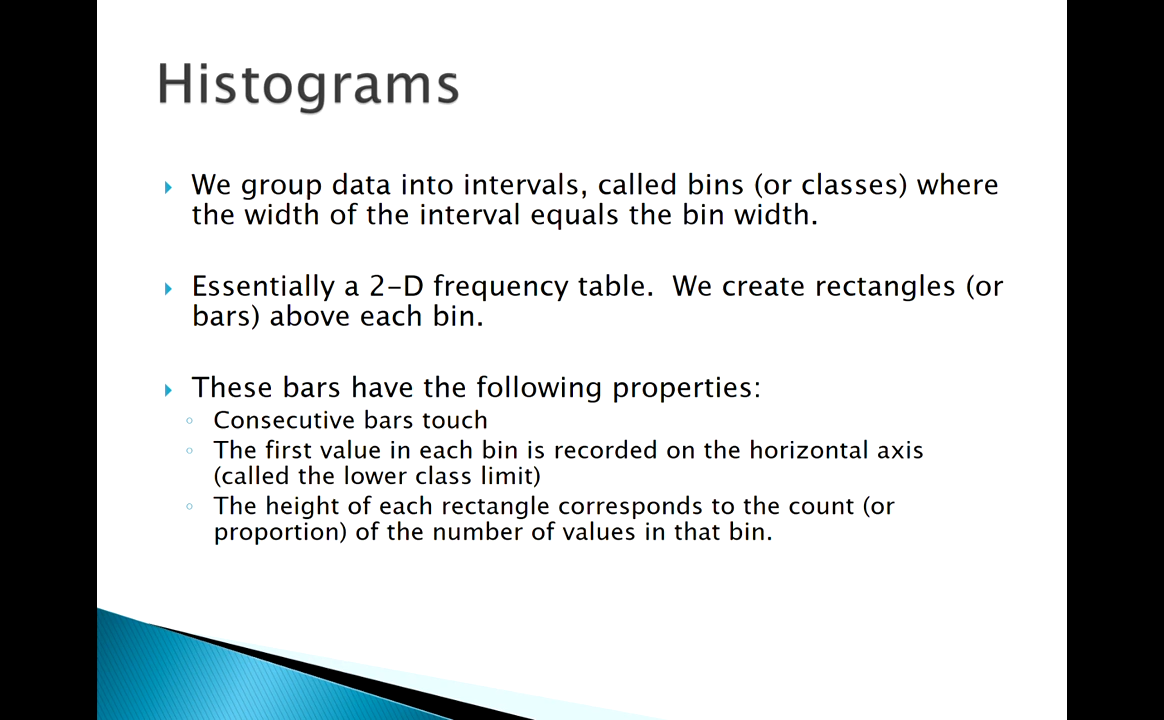 Histograms
We group data into intervals, called bins (or classes) where
the width of the interval equals the bin width.
Essentially a 2-D frequency table.  We create rectangles (or
bars) above each bin.
These bars have the following properties:
Consecutive bars touch
The first value in each bin is recorded on the horizontal axis
(called the lower class limit)
The height of each rectangle corresponds to the count (or
proportion) of the number of values in that bin.